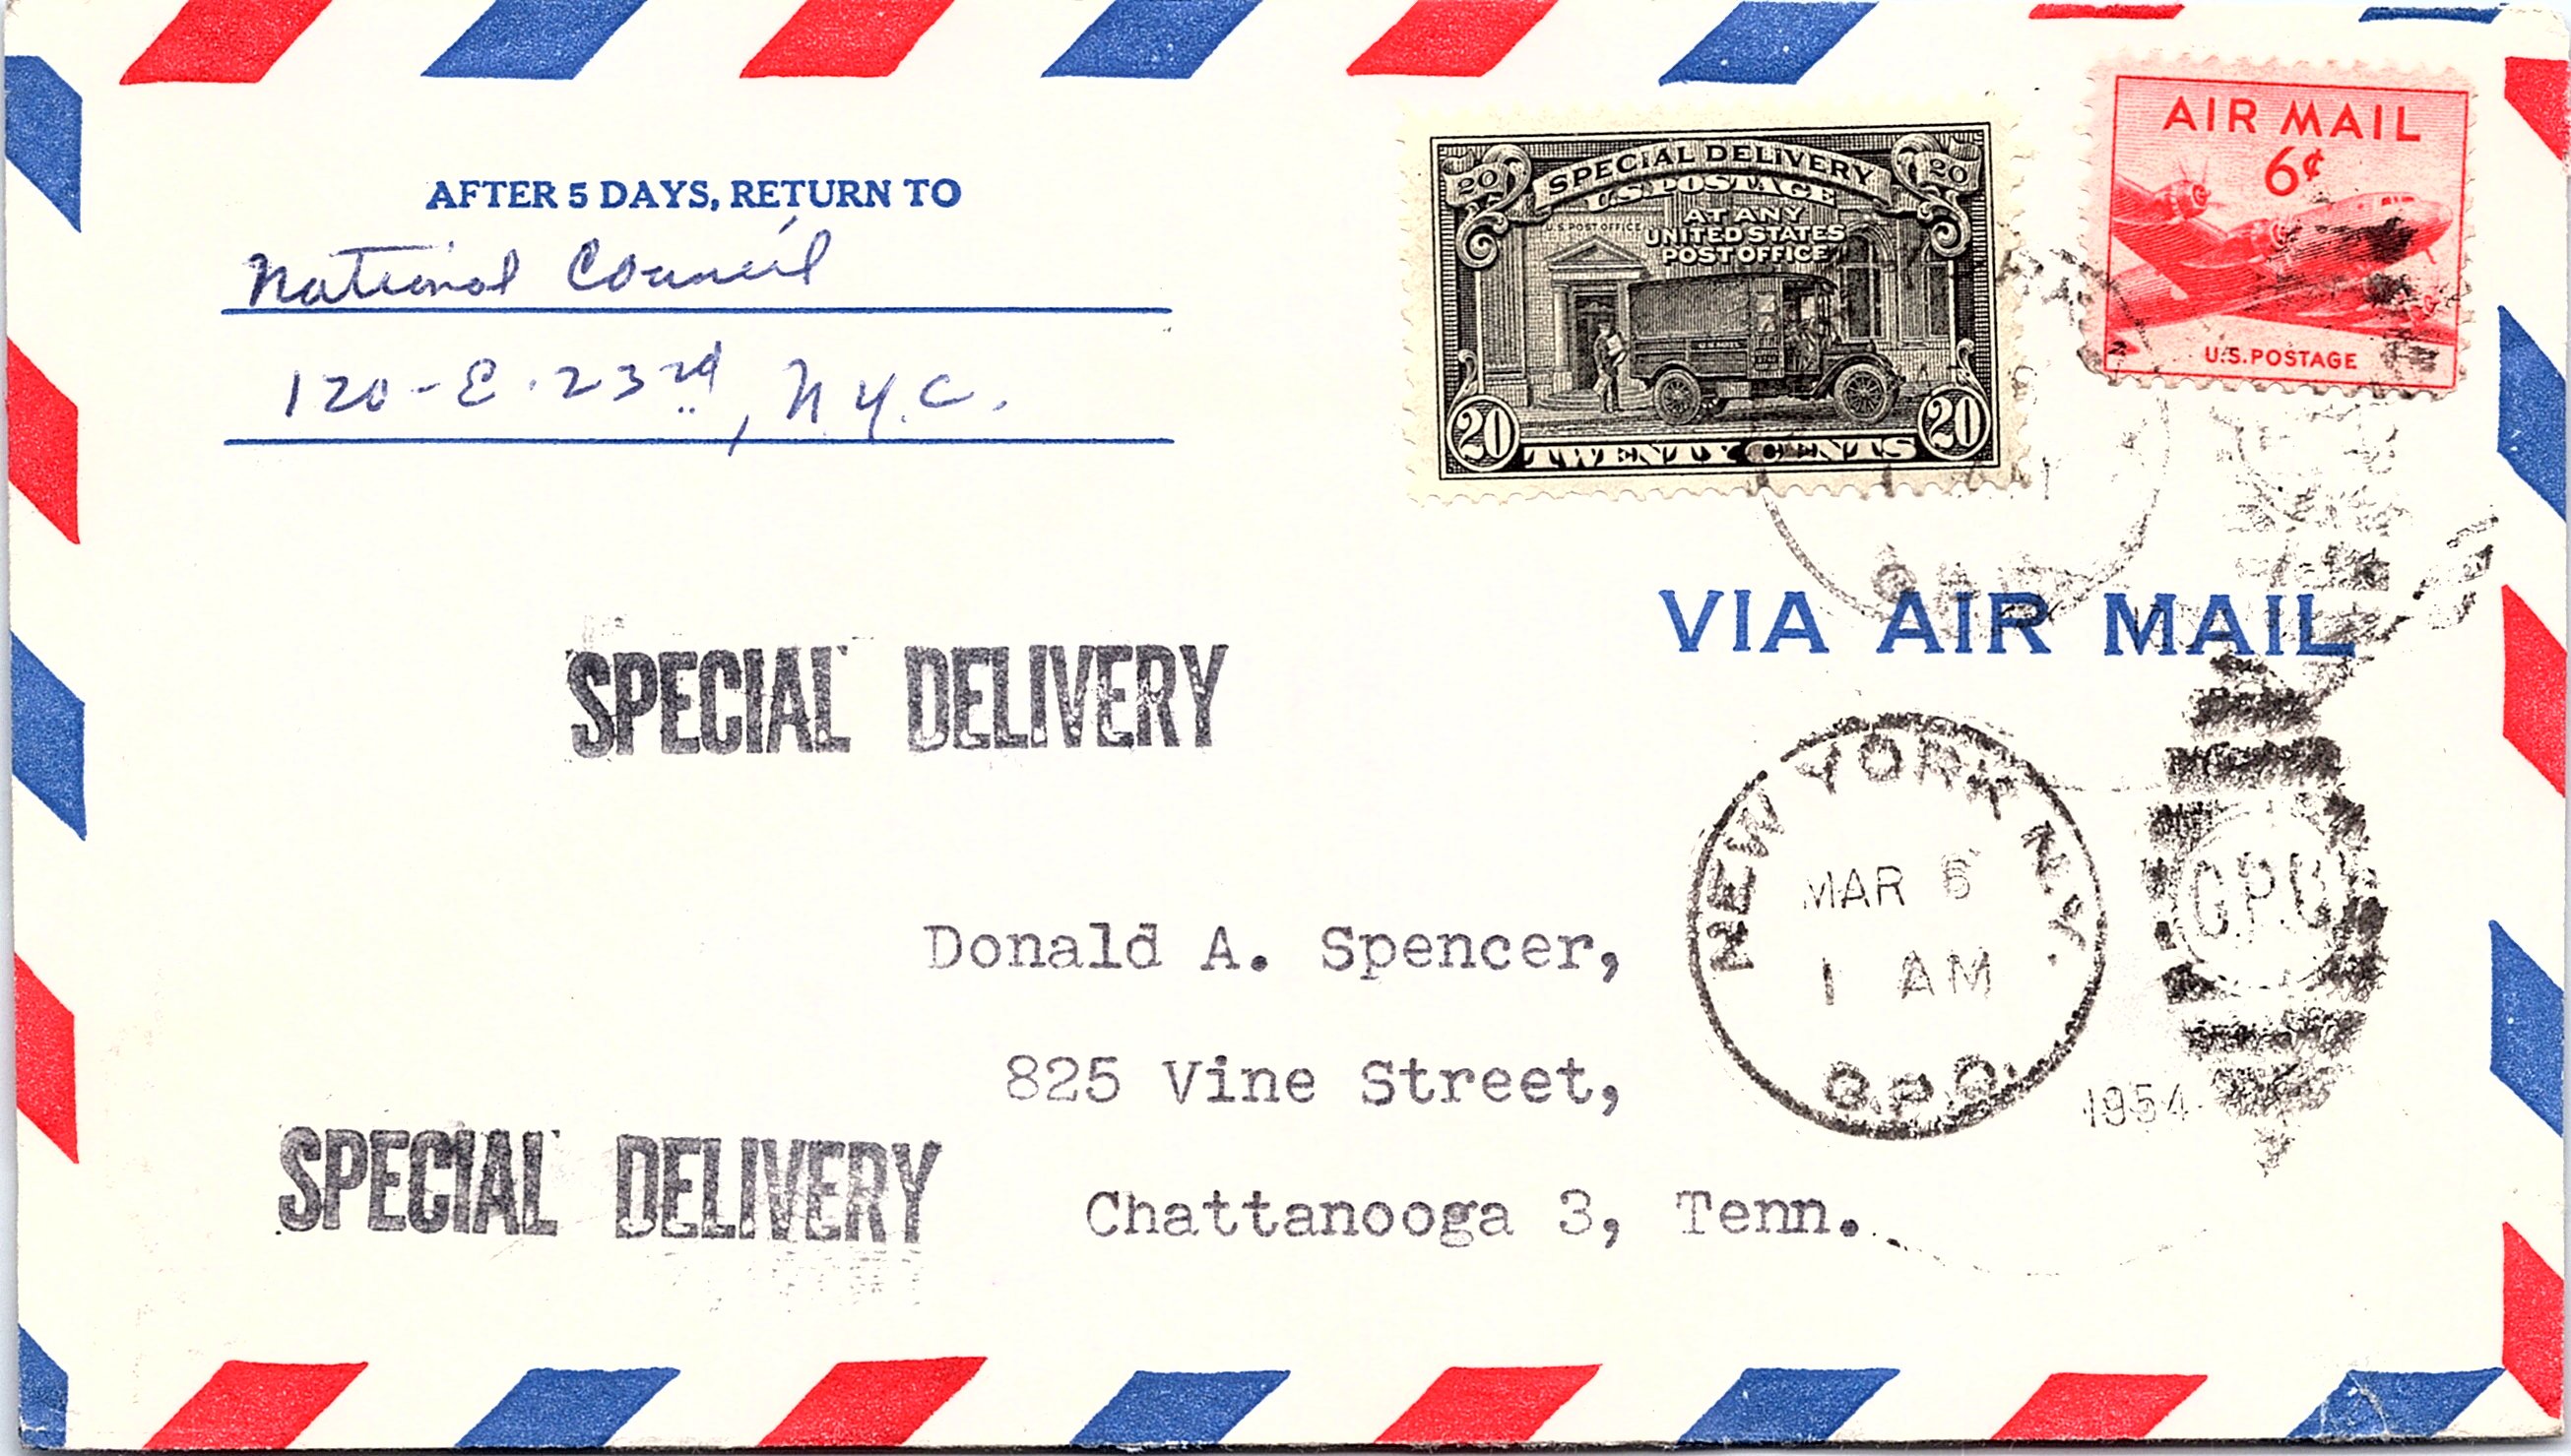 AFTER 5 DAYS, RETURN TO
National Council
120-E.23rd, N.Y.C.
20 SPECIAL DELIVERY 20
U.S. POSTAGE
AT ANY
UNITED STATES
POST OFFICE
U.S. POST OFFICE
20 TWENTY CENTS 20
AIR MAIL
6¢
U.S. POSTAGE
VIA AIR MAIL
SPECIAL DELIVERY
NEW YORK, N.Y.
MAR 6
1 AM
G.P.O.
1954
G.P.O.
Donald A. Spencer,
825 Vine Street,
Chattanooga 3, Tenn.
SPECIAL DELIVERY